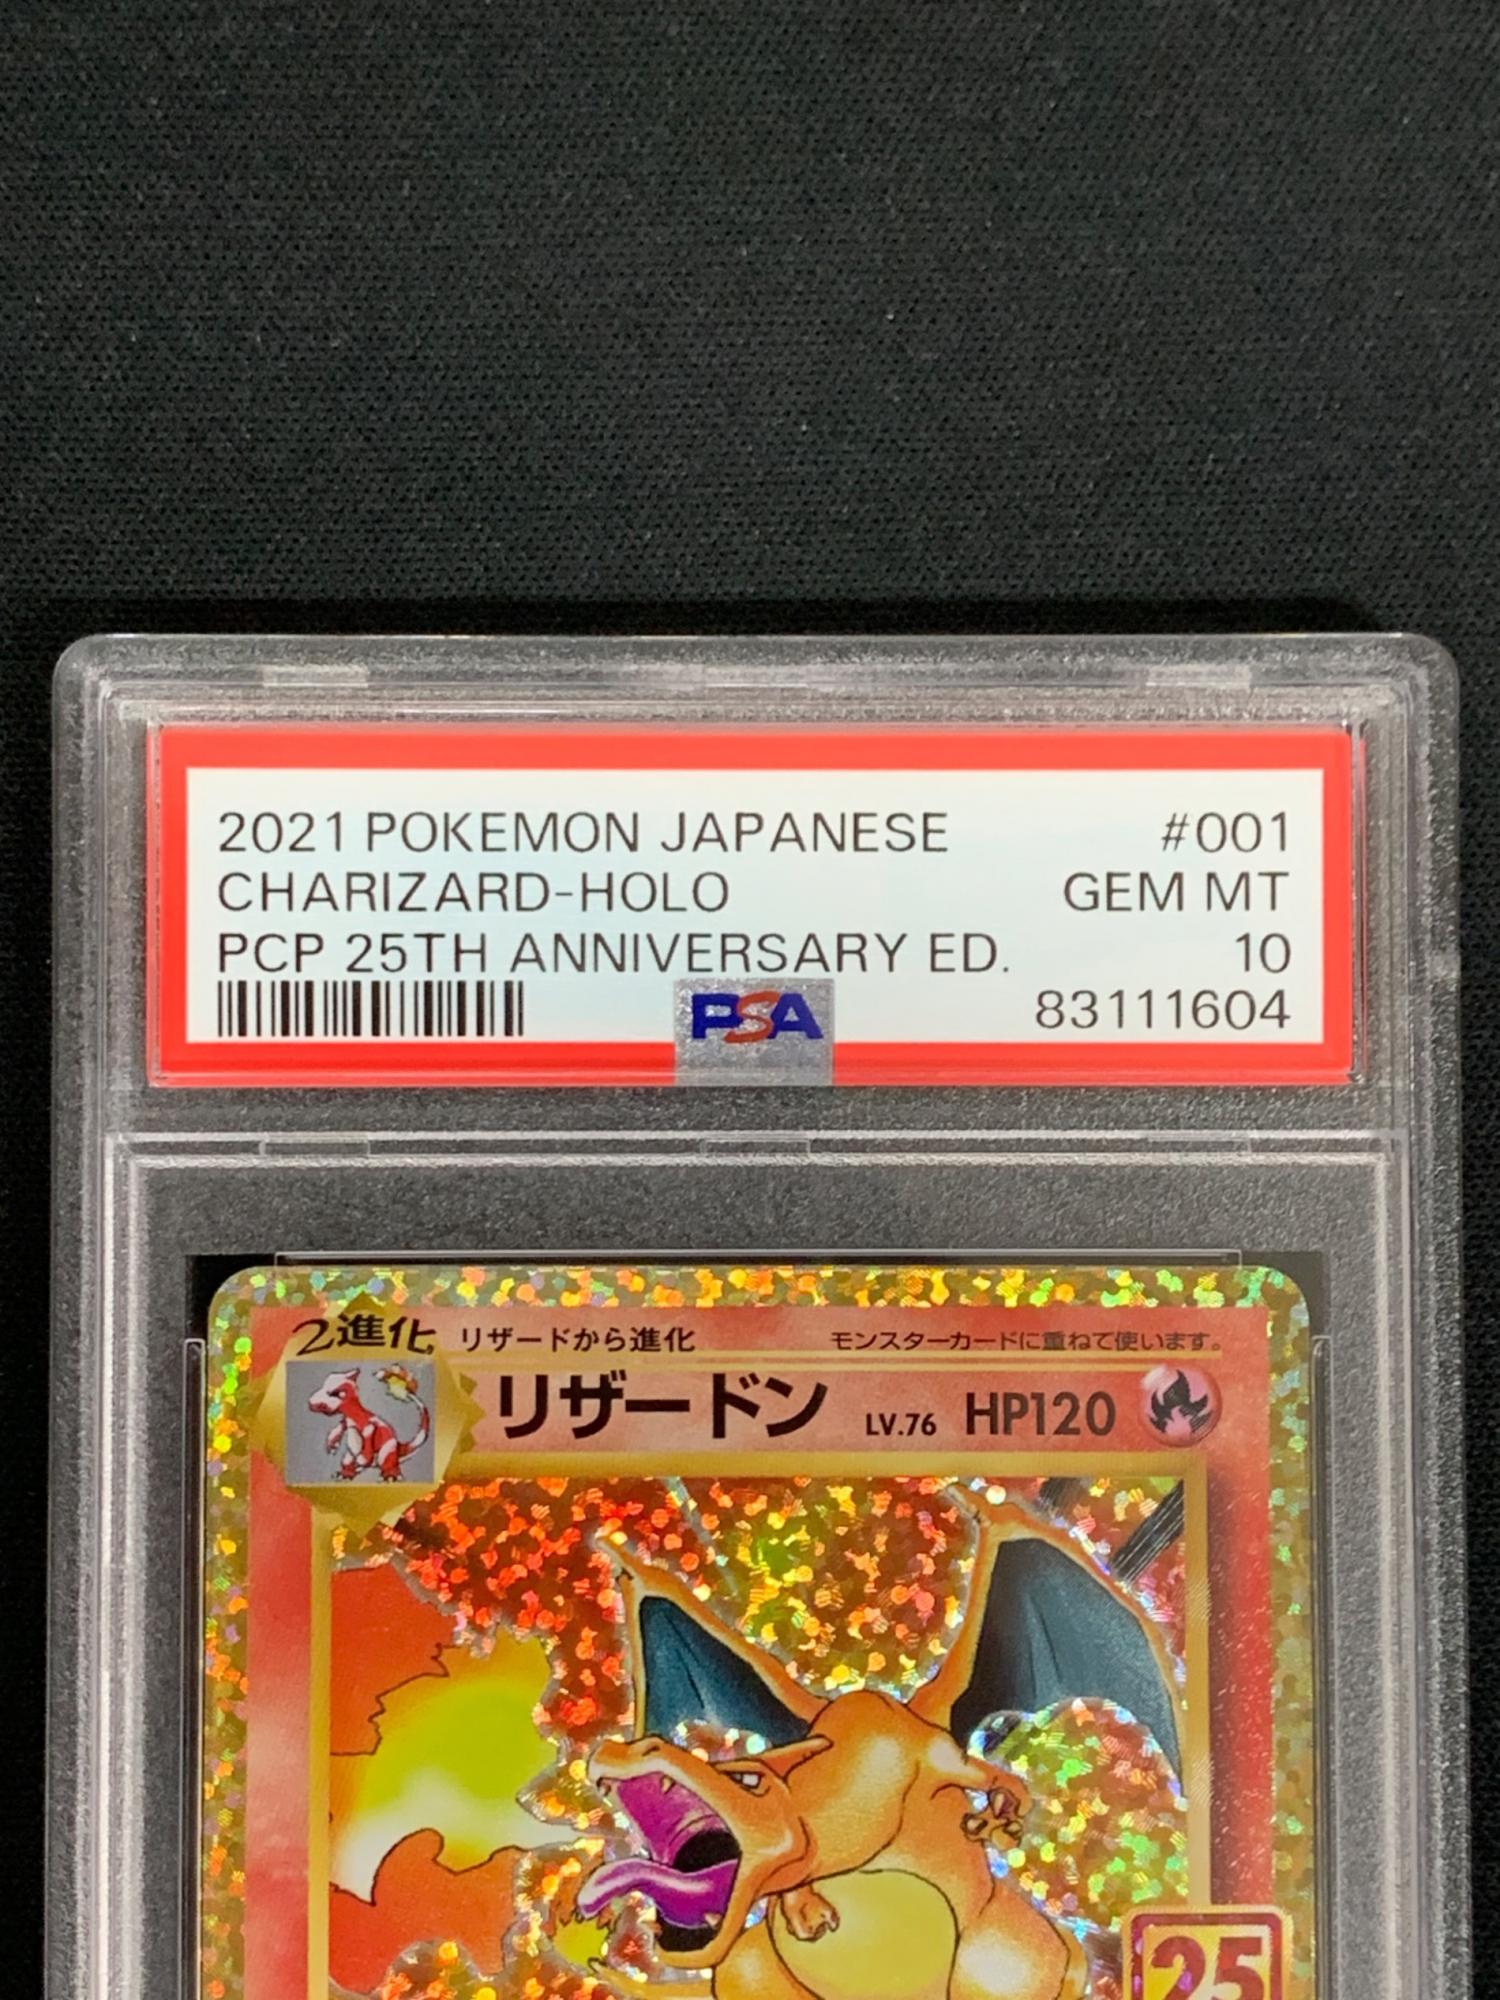 2021 POKEMON JAPANESE #001
CHARIZARD-HOLO GEM MT
PCP 25TH ANNIVERSARY ED. 10
PSA 83111604
2進化 リザードから進化 モンスターカードに重ねて使います。
リザードン LV.76 HP120
25